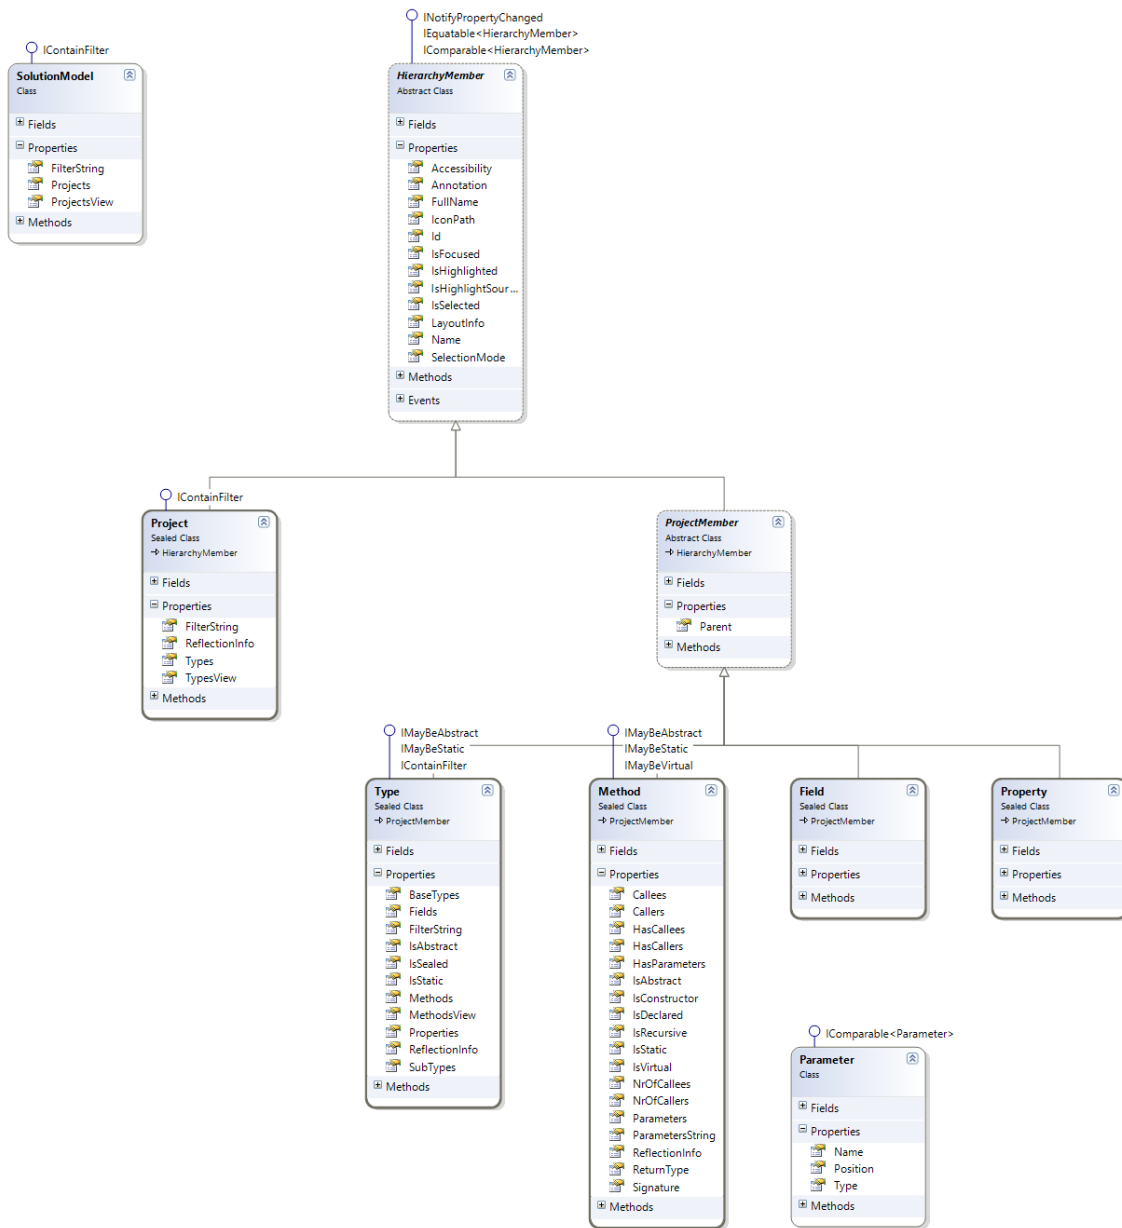 INotifyPropertyChanged
IEquatable<HierarchyMember>
IComparable<HierarchyMember>
IContainFilter
SolutionModel
Class
Fields
Properties
FilterString
Projects
ProjectsView
Methods
HierarchyMember
Abstract Class
Fields
Properties
Accessibility
Annotation
FullName
IconPath
Id
IsFocused
IsHighlighted
IsHighlightSour...
IsSelected
LayoutInfo
Name
SelectionMode
Methods
Events
IContainFilter
Project
Sealed Class
HierarchyMember
Fields
Properties
FilterString
ReflectionInfo
Types
TypesView
Methods
ProjectMember
Abstract Class
HierarchyMember
Fields
Properties
Parent
Methods
IMayBeAbstract
IMayBeStatic
IContainFilter
Type
Sealed Class
ProjectMember
Fields
Properties
BaseTypes
Fields
FilterString
IsAbstract
IsSealed
IsStatic
Methods
MethodsView
Properties
ReflectionInfo
SubTypes
Methods
IMayBeAbstract
IMayBeStatic
IMayBeVirtual
Method
Sealed Class
ProjectMember
Fields
Properties
Callees
Callers
HasCallees
HasCallers
HasParameters
IsAbstract
IsConstructor
IsDeclared
IsRecursive
IsStatic
IsVirtual
NrOfCallees
NrOfCallers
Parameters
ParametersString
ReflectionInfo
ReturnType
Signature
Methods
Field
Sealed Class
ProjectMember
Fields
Properties
Methods
Property
Sealed Class
ProjectMember
Fields
Properties
Methods
IComparable<Parameter>
Parameter
Class
Fields
Properties
Name
Position
Type
Methods